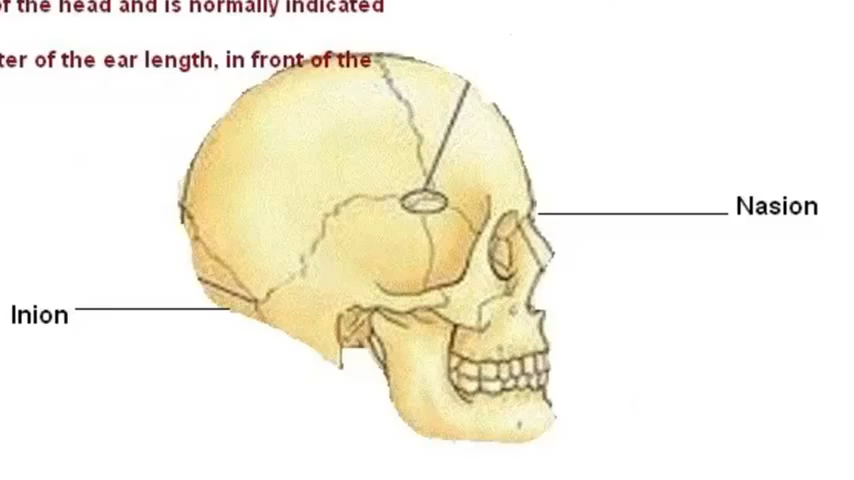 of the head and is normally indicated
ter of the ear length, in front of the
Nasion
Inion